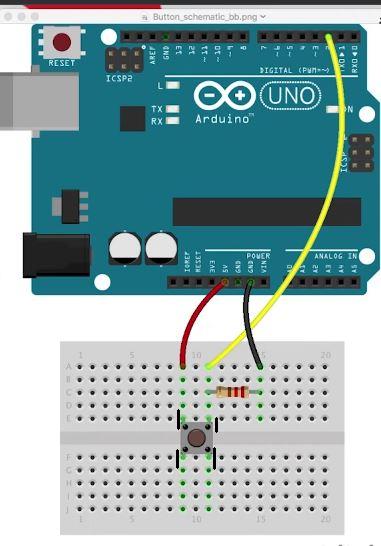 Button_schematic_bb.png
RESET
ICSP2
AREF
GND
13
12
~11
~10
~9
8
7
~6
~5
4
~3
2
TX▸1
RX◂0
DIGITAL (PWM=~)
L
TX
RX
UNO
Arduino™
ON
ICSP
IOREF
RESET
3V3
5V
GND
GND
VIN
POWER
ANALOG IN
A0
A1
A2
A3
A4
A5
1 5 10 15 20
A
B
C
D
E
F
G
H
I
J
1 5 10 15 20